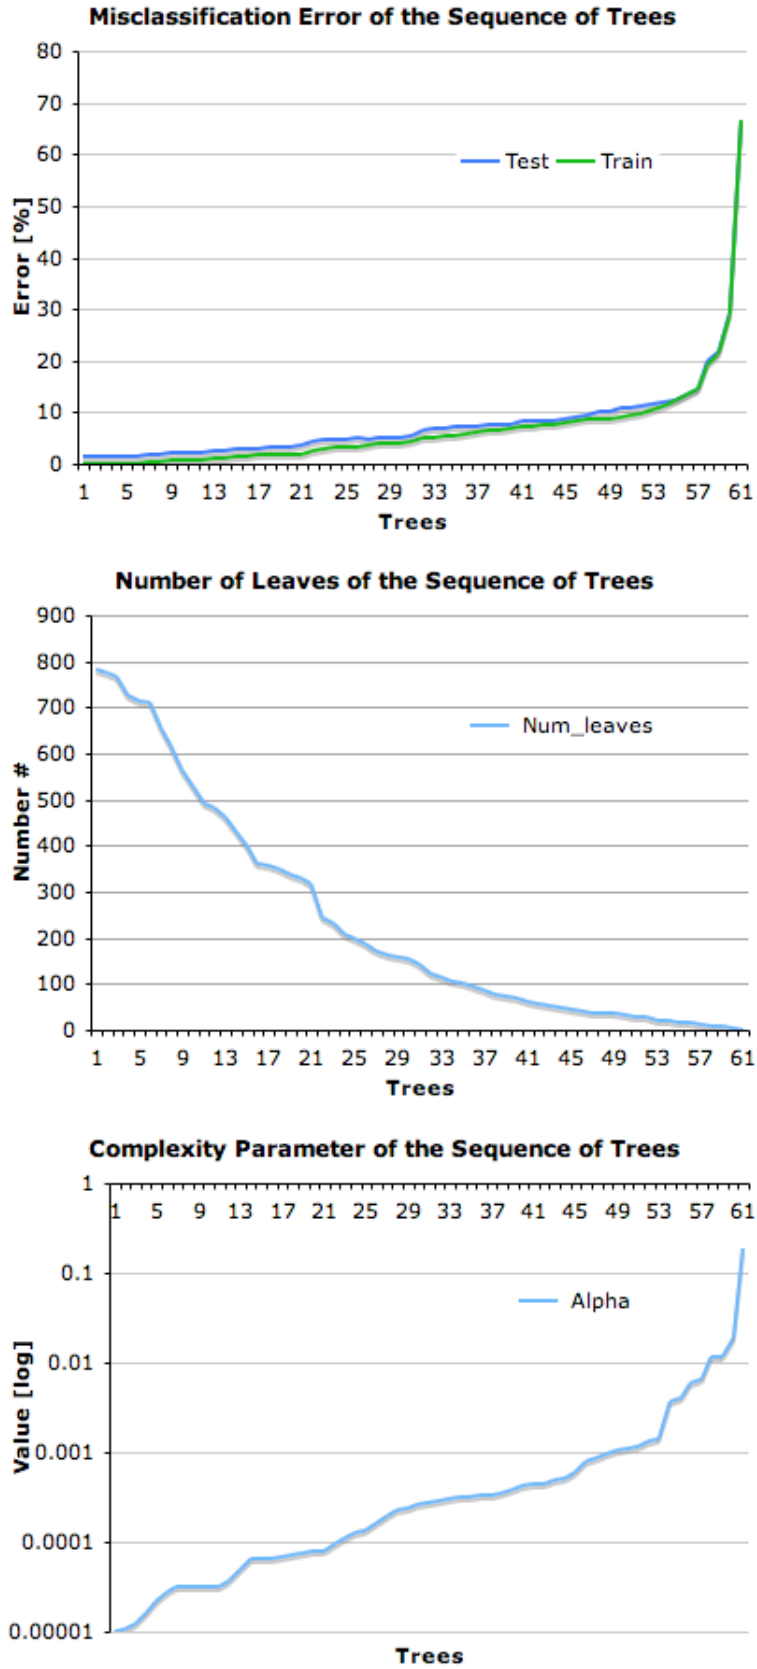 Misclassification Error of the Sequence of Trees
80
70
60
50
40
30
20
10
0
Error [%]
Test Train
1 5 9 13 17 21 25 29 33 37 41 45 49 53 57 61
Trees
Number of Leaves of the Sequence of Trees
900
800
700
600
500
400
300
200
100
0
Number #
Num_leaves
1 5 9 13 17 21 25 29 33 37 41 45 49 53 57 61
Trees
Complexity Parameter of the Sequence of Trees
1
1 5 9 13 17 21 25 29 33 37 41 45 49 53 57 61
0.1
0.01
0.001
0.0001
0.00001
Value [log]
Alpha
Trees